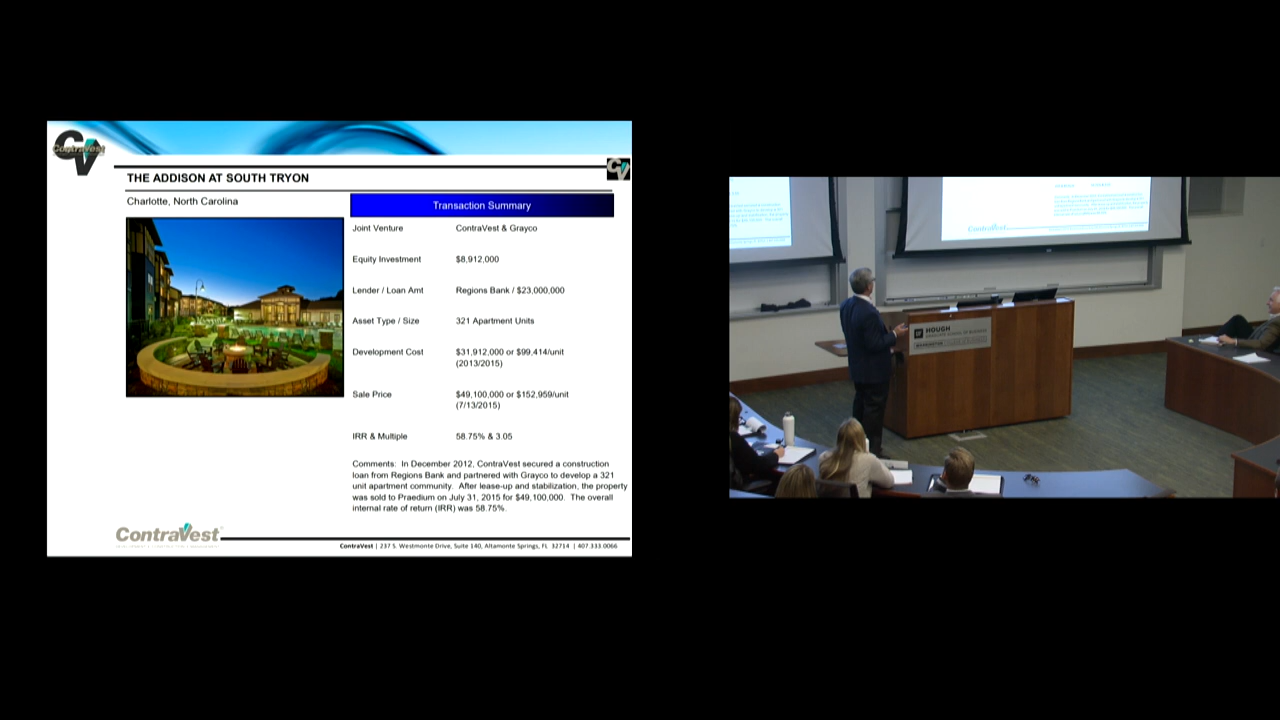 CV
ContraVest
CV
THE ADDISON AT SOUTH TRYON
Charlotte, North Carolina
Transaction Summary
Joint Venture ContraVest & Grayco
Equity Investment $8,912,000
Lender / Loan Amt Regions Bank / $23,000,000
Asset Type / Size 321 Apartment Units
Development Cost $31,912,000 or $99,414/unit
(2013/2015)
Sale Price $49,100,000 or $152,959/unit
(7/13/2015)
IRR & Multiple 58.75% & 3.05
Comments: In December 2012, ContraVest secured a construction
loan from Regions Bank and partnered with Grayco to develop a 321
unit apartment community. After lease-up and stabilization, the property
was sold to Praedium on July 31, 2015 for $49,100,000. The overall
internal rate of return (IRR) was 58.75%.
ContraVest
ContraVest | 237 S. Westmonte Drive, Suite 140, Altamonte Springs, FL 32714 | 407.333.0066
ContraVest
HOUGH